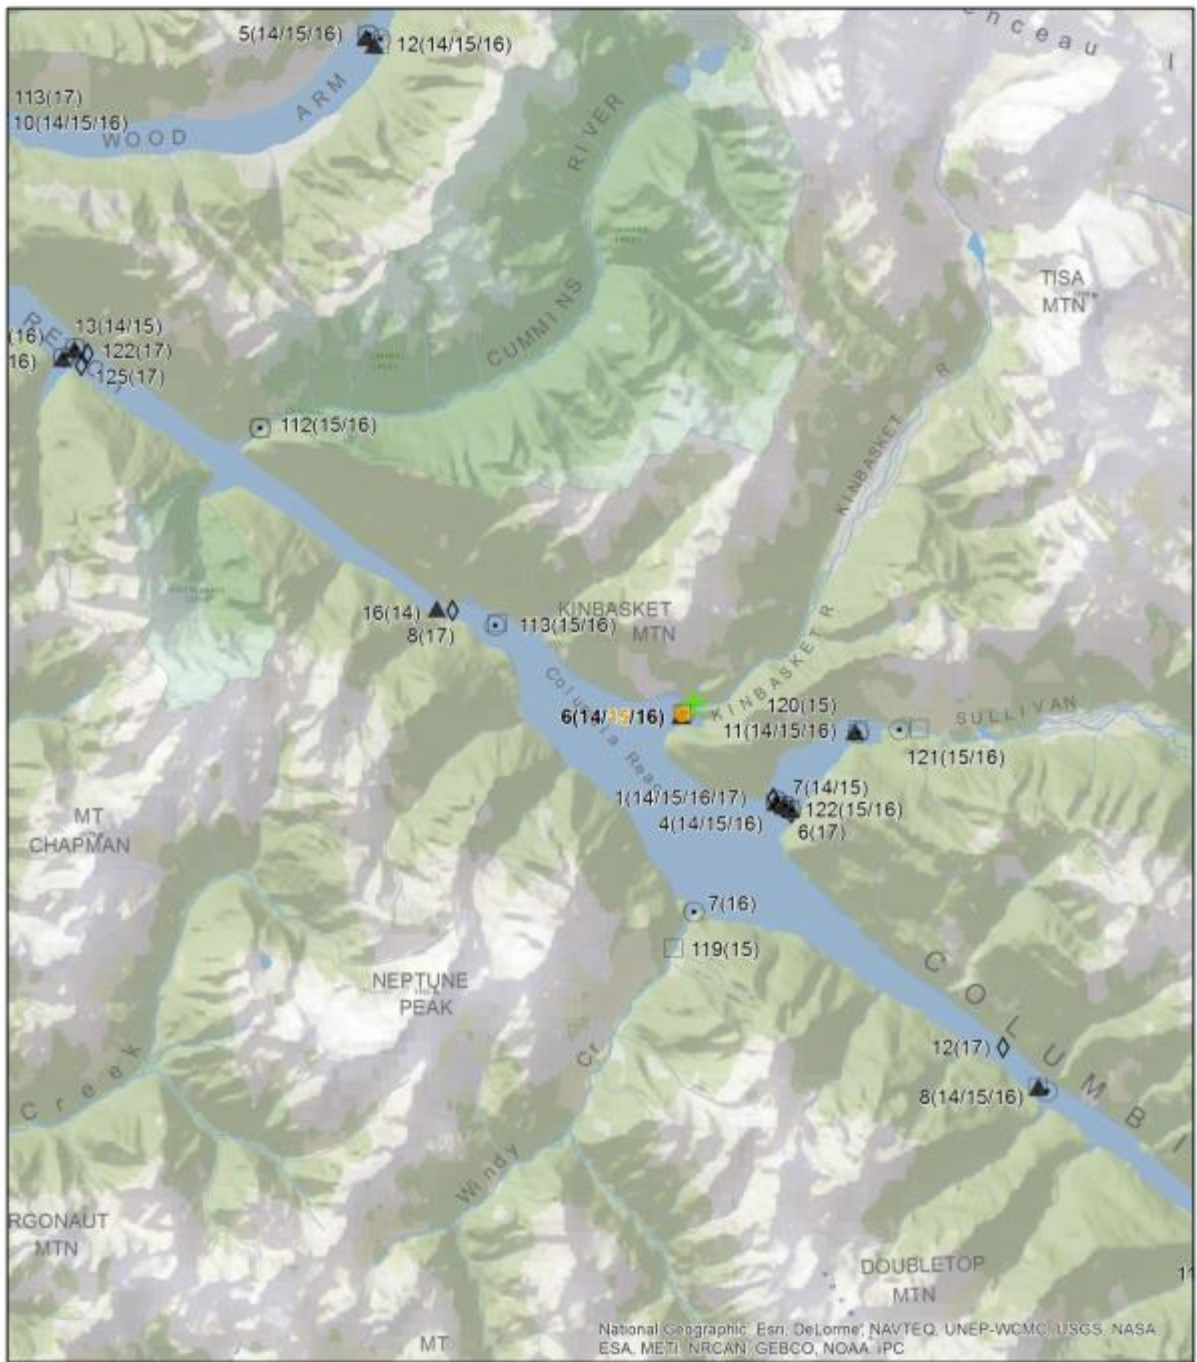 enceau
I
5(14/15/16)
12(14/15/16)
113(17)
10(14/15/16)
WOOD
ARM
RIVER
CUMMINS
TISA
MTN
13(14/15)
(16)
16)
122(17)
125(17)
112(15/16)
KINBASKET R
16(14)
8(17)
113(15/16)
KINBASKET
MTN
KINBASKET R
Columbia Reach
6(14/15/16)
120(15)
11(14/15/16)
SULLIVAN
121(15/16)
1(14/15/16/17)
7(14/15)
4(14/15/16)
122(15/16)
6(17)
MT
CHAPMAN
7(16)
119(15)
NEPTUNE
PEAK
COLUMBI
12(17)
8(14/15/16)
Creek
Windy Cr
RGONAUT
MTN
DOUBLETOP
MTN
11
MT
National Geographic, Esri, DeLorme, NAVTEQ, UNEP-WCMC, USGS, NASA,
ESA, METI, NRCAN, GEBCO, NOAA, iPC